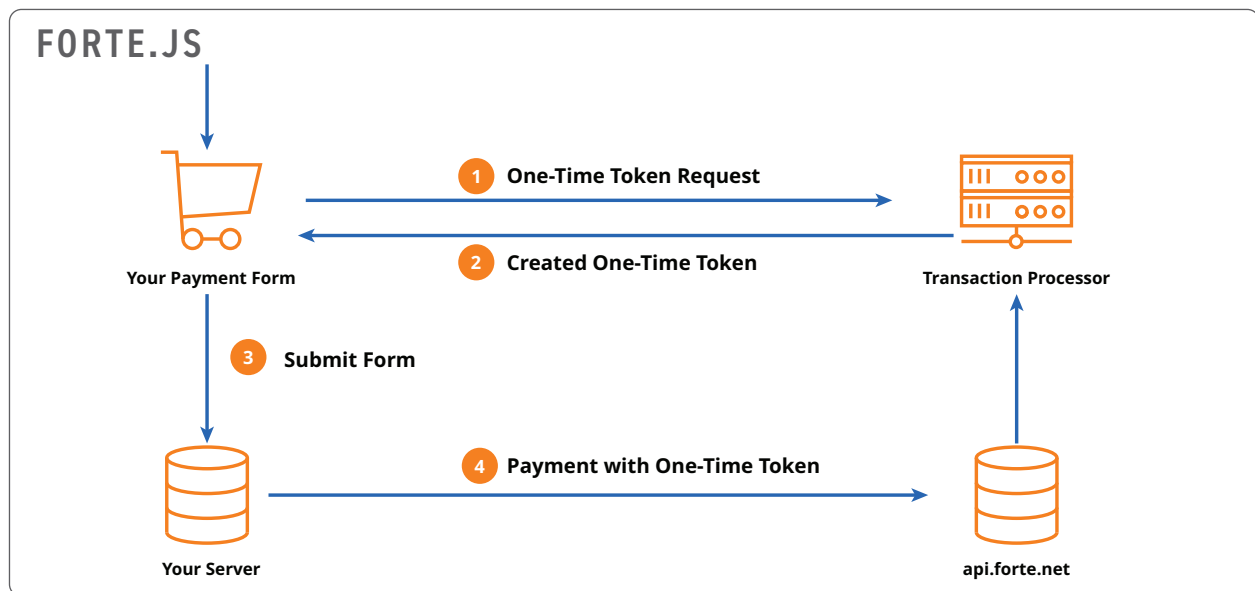 FORTE.JS
1 One-Time Token Request
2 Created One-Time Token
Your Payment Form
Transaction Processor
3 Submit Form
4 Payment with One-Time Token
Your Server
api.forte.net